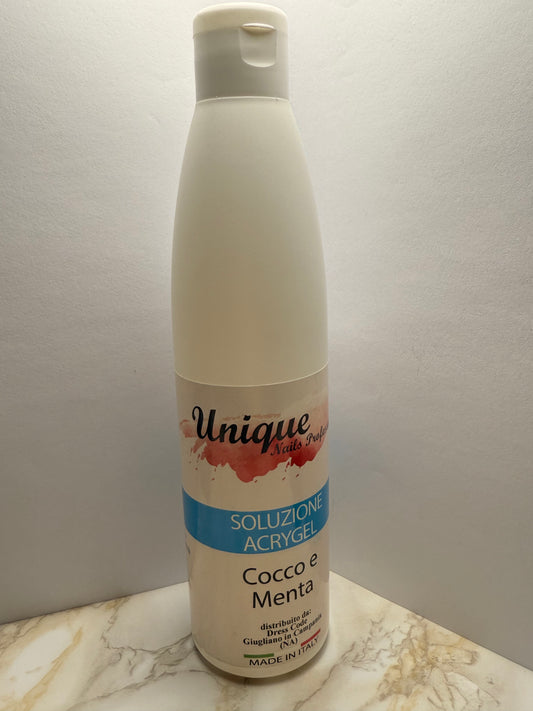 Unique
Nails
SOLUZIONE
ACRYGEL
Cocco e
Menta
distribuito da:
Dress Code
Giugliano in Campania
(NA)
MADE IN ITALY